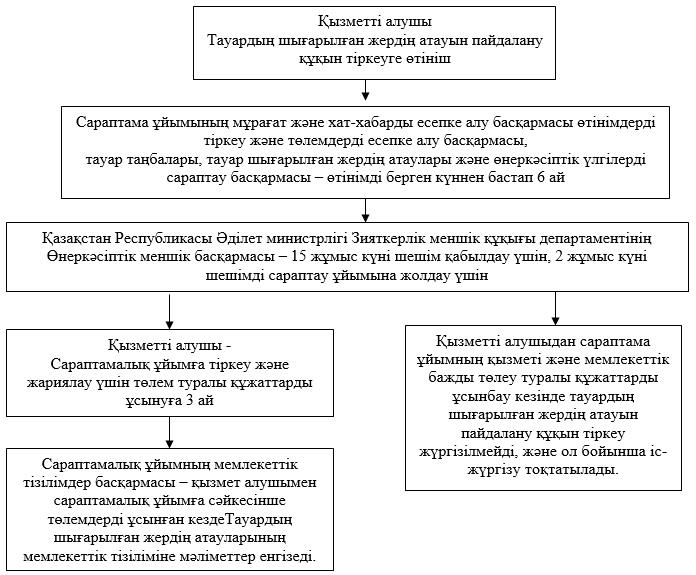 Қызметті алушы
Тауардың шығарылған жердің атауын пайдалану
құқын тіркеуге өтініш
Сараптама ұйымының мұрағат және хат-хабарды есепке алу басқармасы өтінімдерді
тіркеу және төлемдерді есепке алу басқармасы,
тауар таңбалары, тауар шығарылған жердің атаулары және өнеркәсіптік үлгілерді
сараптау басқармасы – өтінімді берген күннен бастап 6 ай
Қазақстан Республикасы Әділет министрлігі Зияткерлік меншік құқығы департаментінің
Өнеркәсіптік меншік басқармасы – 15 жұмыс күні шешім қабылдау үшін, 2 жұмыс күні
шешімді сараптау ұйымына жолдау үшін
Қызметті алушы -
Сараптамалық ұйымға тіркеу және
жариялау үшін төлем туралы құжаттарды
ұсынуға 3 ай
Қызметті алушыдан сараптама
ұйымның қызметі және мемлекеттік
бажды төлеу туралы құжаттарды
ұсынбау кезінде тауардың
шығарылған жердің атауын
пайдалану құқын тіркеу
жүргізілмейді, және ол бойынша іс-
жүргізу тоқтатылады.
Сараптамалық ұйымның мемлекеттік
тізілімдер басқармасы – қызмет алушымен
сараптамалық ұйымға сәйкесінше
төлемдерді ұсынған кездеТауардың
шығарылған жердің атауларының
мемлекеттік тізіліміне мәліметтер енгізеді.